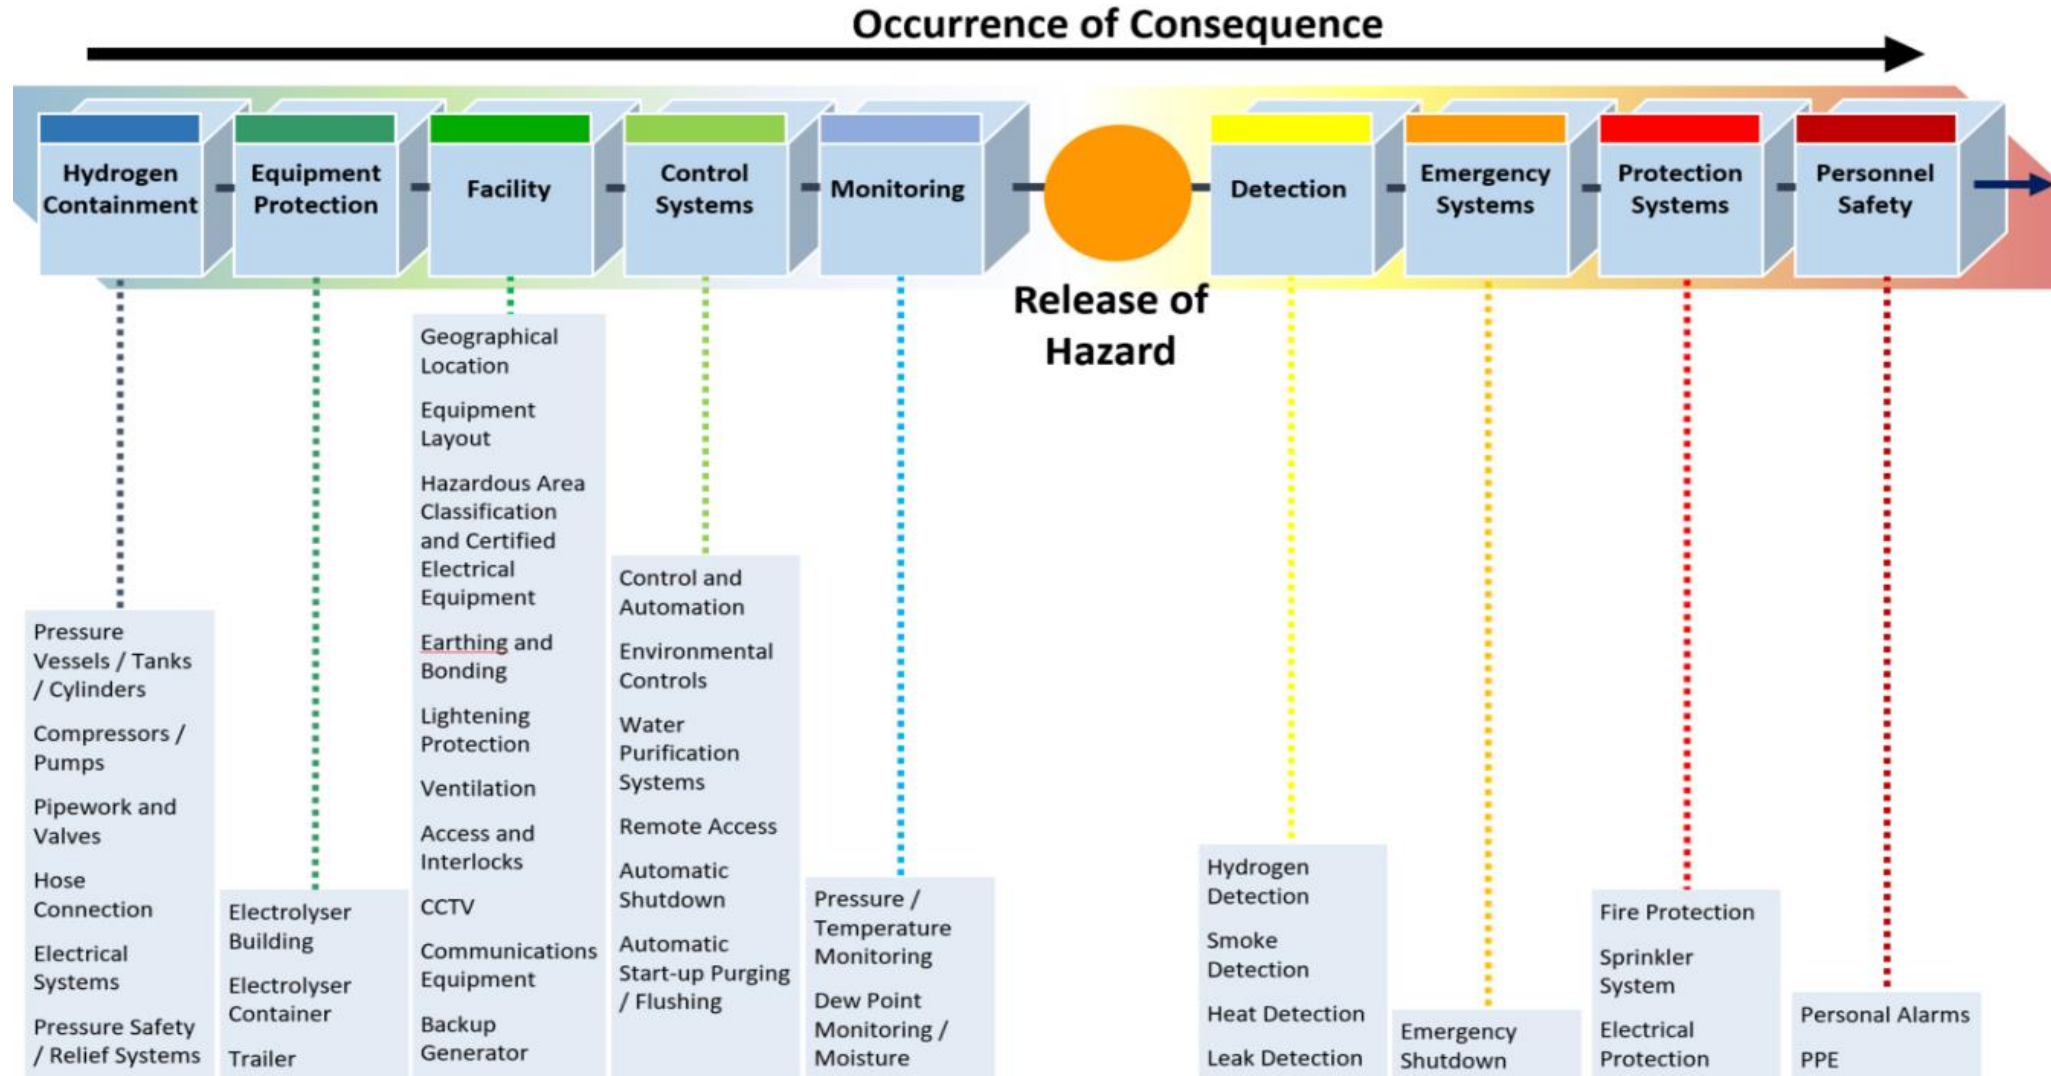 Occurrence of Consequence
Hydrogen
Containment
Equipment
Protection
Facility
Control
Systems
Monitoring
Release of
Hazard
Detection
Emergency
Systems
Protection
Systems
Personnel
Safety
Pressure
Vessels / Tanks
/ Cylinders
Compressors /
Pumps
Pipework and
Valves
Hose
Connection
Electrical
Systems
Pressure Safety
/ Relief Systems
Electrolyser
Building
Electrolyser
Container
Trailer
Geographical
Location
Equipment
Layout
Hazardous Area
Classification
and Certified
Electrical
Equipment
Earthing and
Bonding
Lightening
Protection
Ventilation
Access and
Interlocks
CCTV
Communications
Equipment
Backup
Generator
Control and
Automation
Environmental
Controls
Water
Purification
Systems
Remote Access
Automatic
Shutdown
Automatic
Start-up Purging
/ Flushing
Pressure /
Temperature
Monitoring
Dew Point
Monitoring /
Moisture
Hydrogen
Detection
Smoke
Detection
Heat Detection
Leak Detection
Emergency
Shutdown
Fire Protection
Sprinkler
System
Electrical
Protection
Personal Alarms
PPE